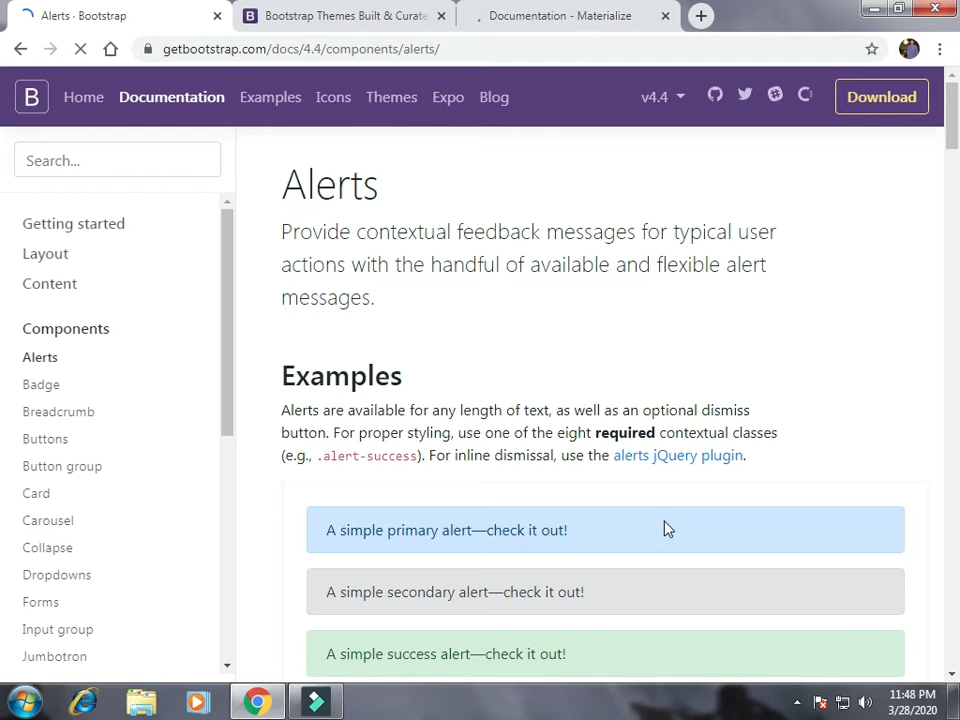 Alerts · Bootstrap
Bootstrap Themes Built & Curate
Documentation - Materialize
getbootstrap.com/docs/4.4/components/alerts/
B Home Documentation Examples Icons Themes Expo Blog v4.4 Download
Search...
Getting started
Layout
Content
Components
Alerts
Badge
Breadcrumb
Buttons
Button group
Card
Carousel
Collapse
Dropdowns
Forms
Input group
Jumbotron
Alerts
Provide contextual feedback messages for typical user
actions with the handful of available and flexible alert
messages.
Examples
Alerts are available for any length of text, as well as an optional dismiss
button. For proper styling, use one of the eight required contextual classes
(e.g., .alert-success). For inline dismissal, use the alerts jQuery plugin.
A simple primary alert—check it out!
A simple secondary alert—check it out!
A simple success alert—check it out!
11:48 PM
3/28/2020